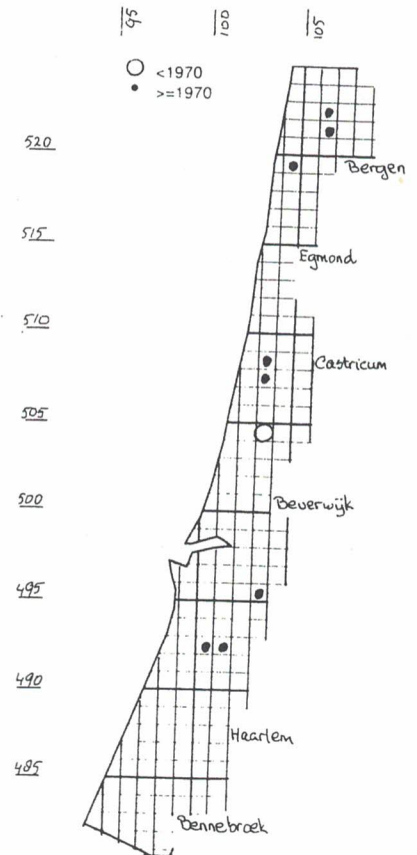 95 100 105
<1970
>=1970
520
Bergen
515
Egmond
510
Castricum
505
500
Beverwijk
495
490
Haarlem
485
Bennebroek